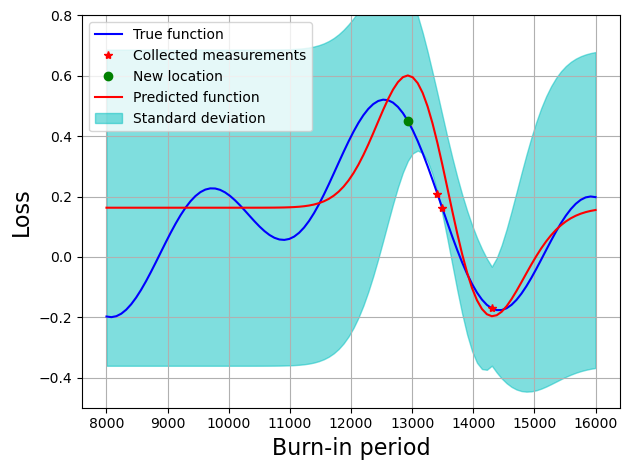 True function
Collected measurements
New location
Predicted function
Standard deviation
0.8
0.6
0.4
0.2
0.0
−0.2
−0.4
Loss
8000 9000 10000 11000 12000 13000 14000 15000 16000
Burn-in period